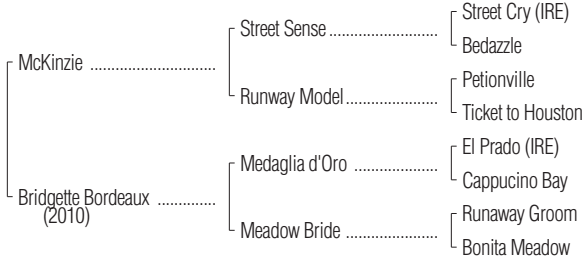 Street Cry (IRE)
Street Sense ......................
Bedazzle
McKinzie .............................
Petionville
Runway Model.....................
Ticket to Houston
El Prado (IRE)
Medaglia d'Oro ...................
Cappucino Bay
Bridgette Bordeaux ..............
(2010)
Runaway Groom
Meadow Bride .....................
Bonita Meadow